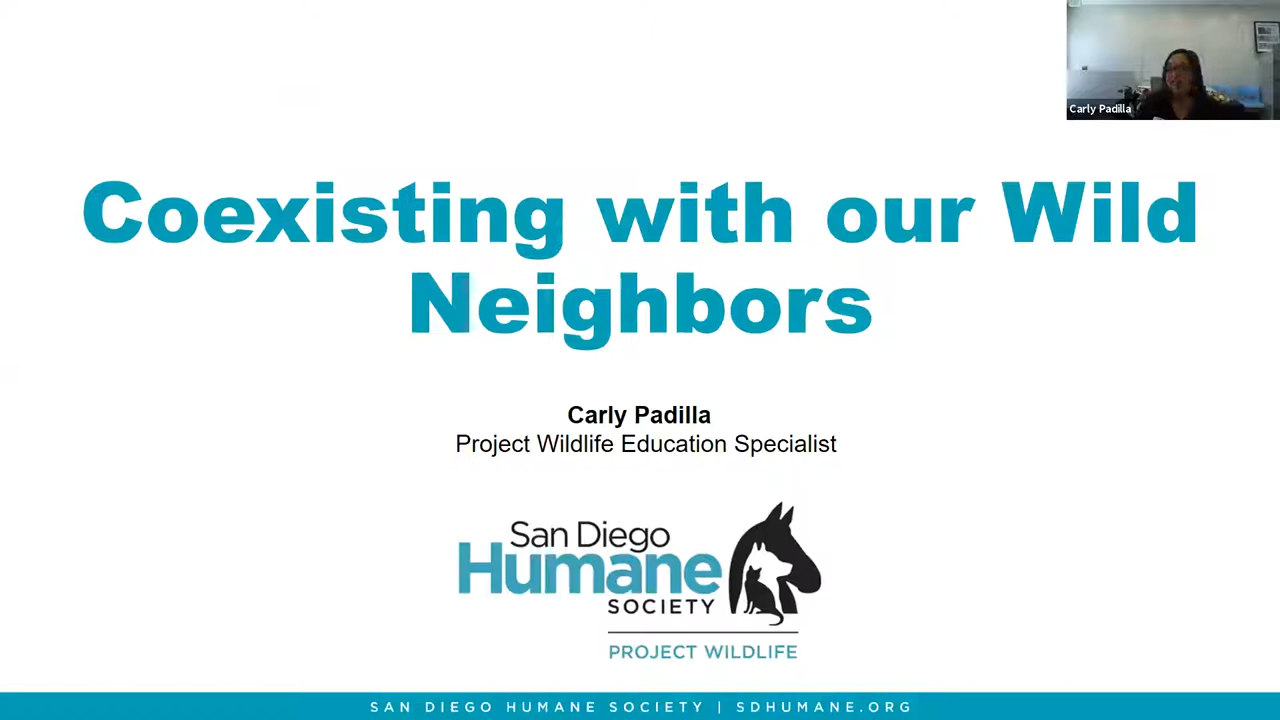 Carly Padilla
Coexisting with our Wild
Neighbors
Carly Padilla
Project Wildlife Education Specialist
San Diego
Humane
SOCIETY
PROJECT WILDLIFE
SAN DIEGO HUMANE SOCIETY | SDHUMANE.ORG